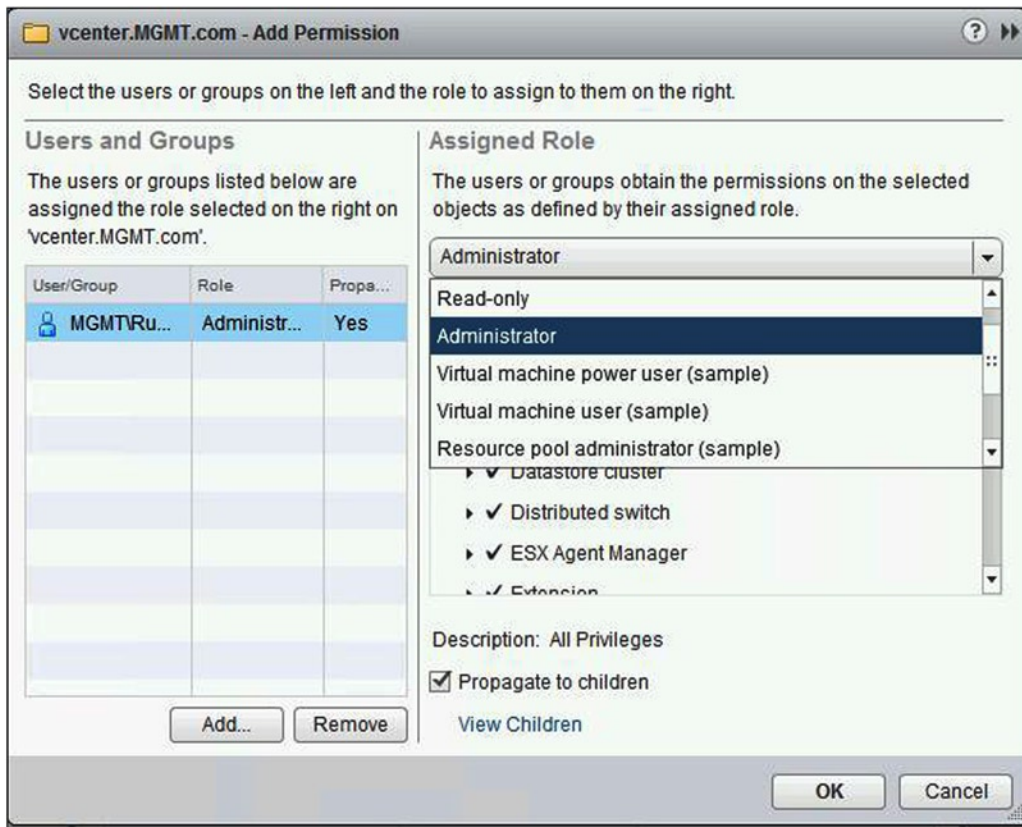 vcenter.MGMT.com - Add Permission
Select the users or groups on the left and the role to assign to them on the right.
Users and Groups
The users or groups listed below are
assigned the role selected on the right on
'vcenter.MGMT.com'.
User/Group Role Propa...
MGMT\Ru... Administr... Yes
Add... Remove
Assigned Role
The users or groups obtain the permissions on the selected
objects as defined by their assigned role.
Administrator
Read-only
Administrator
Virtual machine power user (sample)
Virtual machine user (sample)
Resource pool administrator (sample)
Datastore cluster
Distributed switch
ESX Agent Manager
Extension
Description: All Privileges
Propagate to children
View Children
OK Cancel